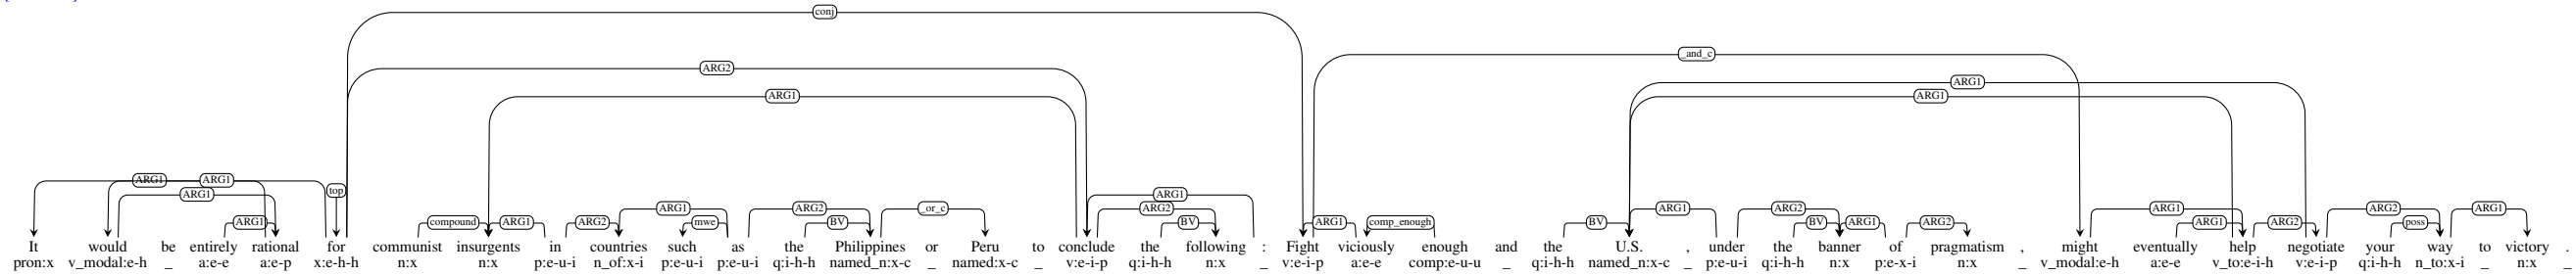 conj
_and_c
ARG2
ARG1
ARG1
ARG1
ARG1 ARG1 top ARG1 ARG1
ARG1 ARG2
ARG1 ARG2 _or_c ARG2 ARG1 ARG2 ARG1 ARG2 ARG1
ARG1 compound ARG1 ARG2 mwe BV BV ARG1 comp_enough BV BV ARG1 ARG2 ARG1 ARG2 poss
It would be entirely rational for communist insurgents in countries such as the Philippines or Peru to conclude the following : Fight viciously enough and the U.S. , under the banner of pragmatism , might eventually help negotiate your way to victory .
pron:x v_modal:e-h _ a:e-e a:e-p x:e-h-h n:x n:x p:e-u-i n_of:x-i p:e-u-i p:e-u-i q:i-h-h named_n:x-c _ named:x-c _ v:e-i-p q:i-h-h n:x _ v:e-i-p a:e-e comp:e-u-u _ q:i-h-h named_n:x-c _ p:e-u-i q:i-h-h n:x p:e-x-i n:x _ v_modal:e-h a:e-e v_to:e-i-h v:e-i-p q:i-h-h n_to:x-i _ n:x _